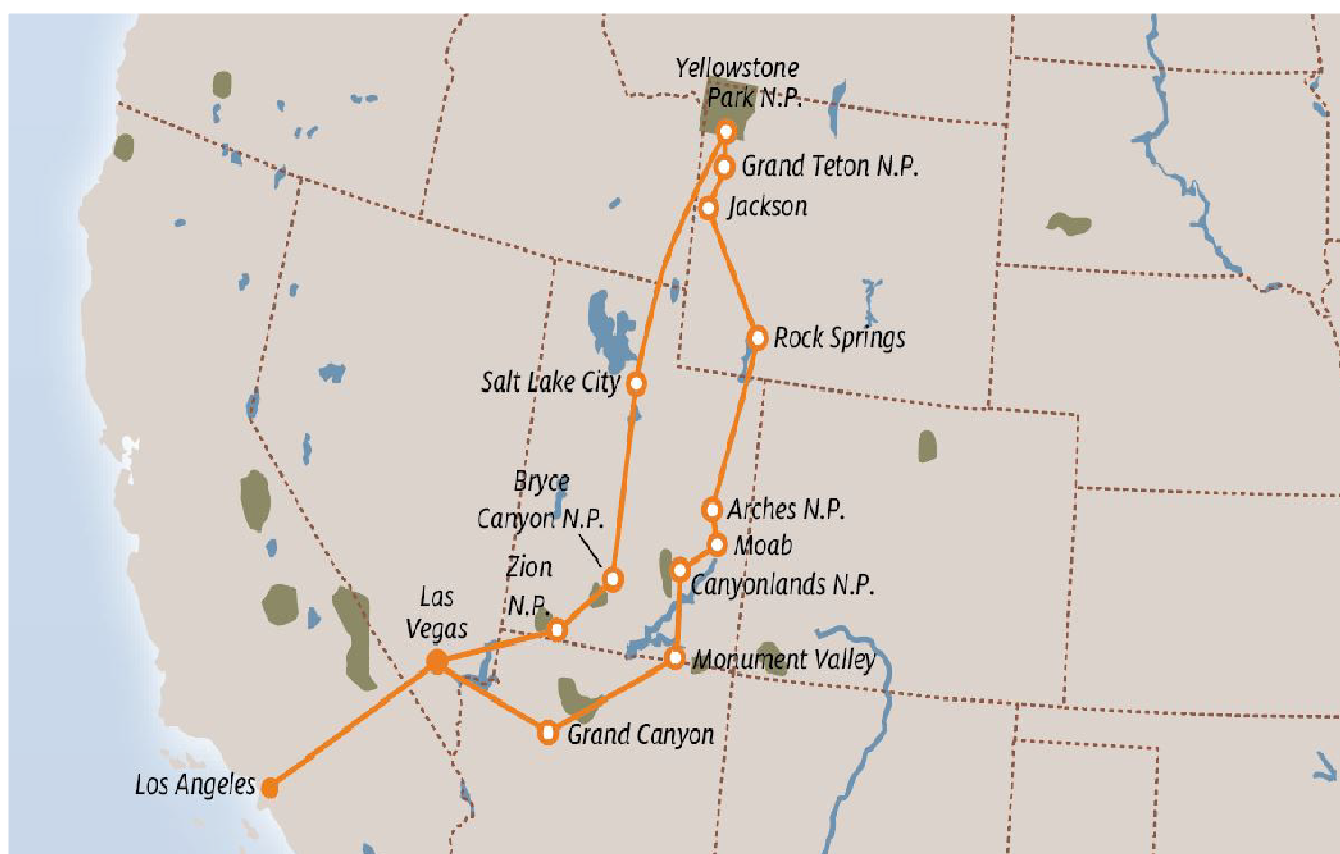 Yellowstone
Park N.P.
Grand Teton N.P.
Jackson
Rock Springs
Salt Lake City
Bryce
Canyon N.P.
Arches N.P.
Moab
Zion
N.P.
Canyonlands N.P.
Las
Vegas
Monument Valley
Grand Canyon
Los Angeles